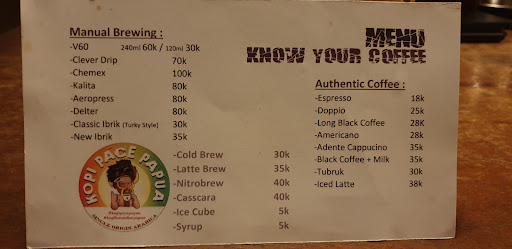 MENU
KNOW YOUR COFFEE
Manual Brewing :
-V60 240ml 60k / 120ml 30k
-Clever Drip 70k
-Chemex 100k
-Kalita 80k
-Aeropress 80k
-Delter 80k
-Classic Ibrik (Turky Style) 30k
-New Ibrik 35k
Authentic Coffee :
-Espresso 18k
-Doppio 25k
-Long Black Coffee 28K
-Americano 28k
-Adente Cappucino 35k
-Black Coffee + Milk 35k
-Tubruk 30k
-Iced Latte 38k
-Cold Brew 30k
-Latte Brew 35k
-Nitrobrew 40k
-Casscara 40k
-Ice Cube 5k
-Syrup 5k
KOPI PACE PAPUA
SINGLE ORIGIN ARABICA